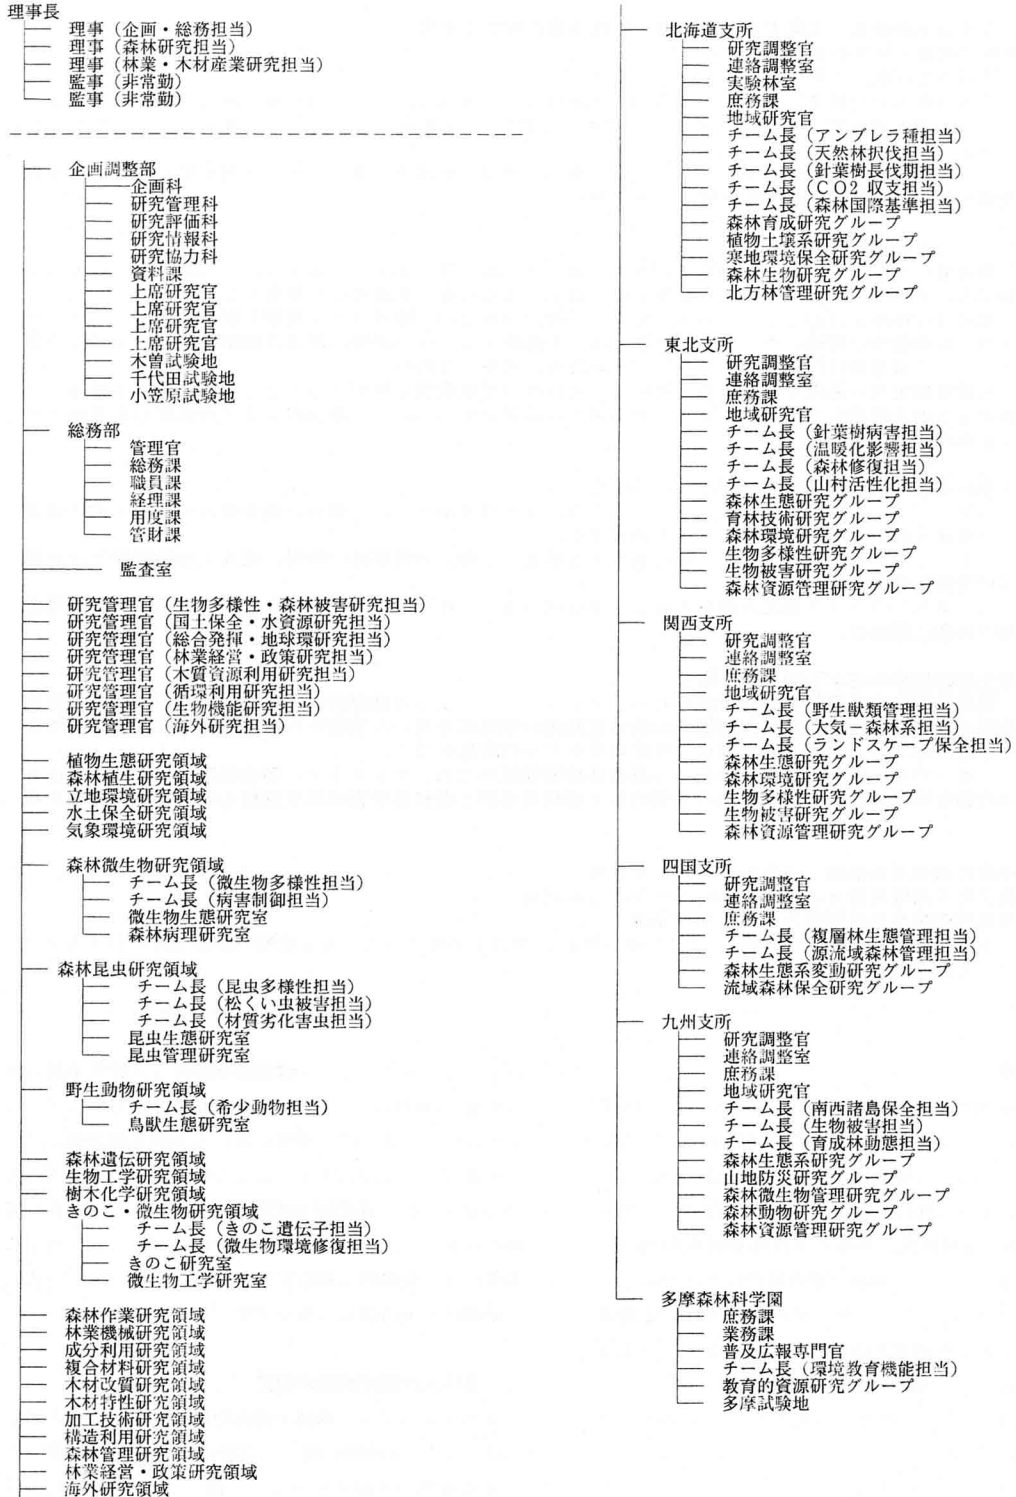 理事長
理事（企画・総務担当）
理事（森林研究担当）
理事（林業・木材産業研究担当）
監事（非常勤）
監事（非常勤）
企画調整部
企画科
研究管理科
研究評価科
研究情報科
研究協力科
資料課
上席研究官
上席研究官
上席研究官
上席研究官
木曽試験地
千代田試験地
小笠原試験地
総務部
管理官
総務課
職員課
経理課
用度課
管財課
監査室
研究管理官（生物多様性・森林被害研究担当）
研究管理官（国土保全・水資源研究担当）
研究管理官（総合発揮・地球環研究担当）
研究管理官（林業経営・政策研究担当）
研究管理官（木質資源利用研究担当）
研究管理官（循環利用研究担当）
研究管理官（生物機能研究担当）
研究管理官（海外研究担当）
植物生態研究領域
森林植生研究領域
立地環境研究領域
水土保全研究領域
気象環境研究領域
森林微生物研究領域
チーム長（微生物多様性担当）
チーム長（病害制御担当）
微生物生態研究室
森林病理研究室
森林昆虫研究領域
チーム長（昆虫多様性担当）
チーム長（松くい虫被害担当）
チーム長（材質劣化害虫担当）
昆虫生態研究室
昆虫管理研究室
野生動物研究領域
チーム長（希少動物担当）
鳥獣生態研究室
森林遺伝研究領域
生物工学研究領域
樹木化学研究領域
きのこ・微生物研究領域
チーム長（きのこ遺伝子担当）
チーム長（微生物環境修復担当）
きのこ研究室
微生物工学研究室
森林作業研究領域
林業機械研究領域
成分利用研究領域
複合材料研究領域
木材改質研究領域
木材特性研究領域
加工技術研究領域
構造利用研究領域
森林管理研究領域
林業経営・政策研究領域
海外研究領域
北海道支所
研究調整官
連絡調整室
実験林室
庶務課
地域研究官
チーム長（アンブレラ種担当）
チーム長（天然林択伐担当）
チーム長（針葉樹長伐期担当）
チーム長（ＣＯ2 収支担当）
チーム長（森林国際基準担当）
森林育成研究グループ
植物土壌系研究グループ
寒地環境保全研究グループ
森林生物研究グループ
北方林管理研究グループ
東北支所
研究調整官
連絡調整室
庶務課
地域研究官
チーム長（針葉樹病害担当）
チーム長（温暖化影響担当）
チーム長（森林修復担当）
チーム長（山村活性化担当）
森林生態研究グループ
育林技術研究グループ
森林環境研究グループ
生物多様性研究グループ
生物被害研究グループ
森林資源管理研究グループ
関西支所
研究調整官
連絡調整室
庶務課
地域研究官
チーム長（野生獣類管理担当）
チーム長（大気－森林系担当）
チーム長（ランドスケープ保全担当）
森林生態研究グループ
森林環境研究グループ
生物多様性研究グループ
生物被害研究グループ
森林資源管理研究グループ
四国支所
研究調整官
連絡調整室
庶務課
チーム長（複層林生態管理担当）
チーム長（源流域森林管理担当）
森林生態系変動研究グループ
流域森林保全研究グループ
九州支所
研究調整官
連絡調整室
庶務課
地域研究官
チーム長（南西諸島保全担当）
チーム長（生物被害担当）
チーム長（育成林動態担当）
森林生態系研究グループ
山地防災研究グループ
森林微生物管理研究グループ
森林動物研究グループ
森林資源管理研究グループ
多摩森林科学園
庶務課
業務課
普及広報専門官
チーム長（環境教育機能担当）
教育的資源研究グループ
多摩試験地